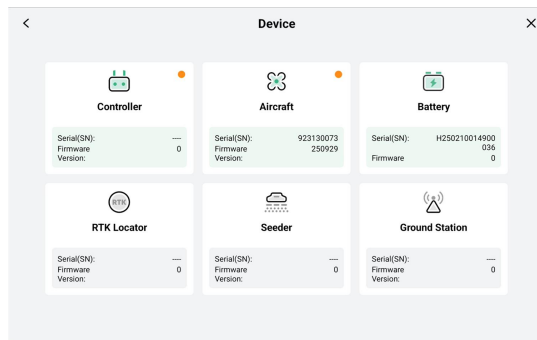 Device
Controller
Serial(SN): ----
Firmware 0
Version:
Aircraft
Serial(SN): 923130073
Firmware 250929
Version:
Battery
Serial(SN): H250210014900
036
Firmware 0
RTK
RTK Locator
Serial(SN): ----
Firmware 0
Version:
Seeder
Serial(SN): ----
Firmware 0
Version:
Ground Station
Serial(SN): ----
Firmware 0
Version: